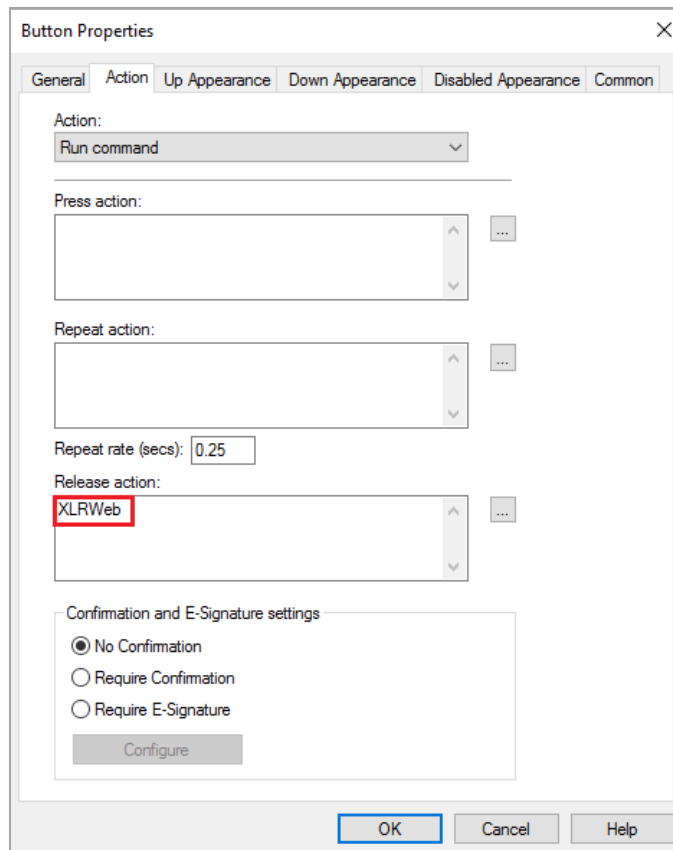 Button Properties
General Action Up Appearance Down Appearance Disabled Appearance Common
Action:
Run command
Press action:
...
Repeat action:
...
Repeat rate (secs): 0.25
Release action:
XLRWeb
...
Confirmation and E-Signature settings
No Confirmation
Require Confirmation
Require E-Signature
Configure
OK Cancel Help